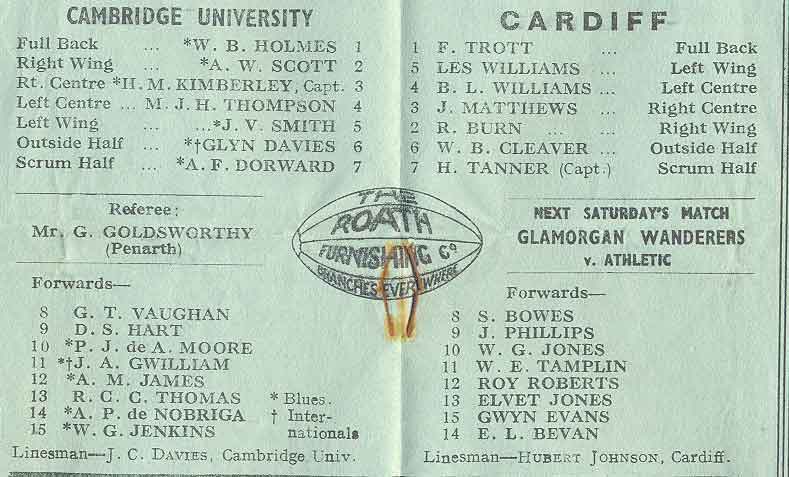 CAMBRIDGE UNIVERSITY
Full Back ... *W. B. HOLMES 1
Right Wing ... *A. W. SCOTT 2
Rt. Centre *H. M. KIMBERLEY, Capt. 3
Left Centre ... M. J. H. THOMPSON 4
Left Wing ... ...*J. V. SMITH 5
Outside Half ... *†GLYN DAVIES 6
Scrum Half ... *A. F. DORWARD 7
Referee:
Mr. G. GOLDSWORTHY
(Penarth)
Forwards—
8 G. T. VAUGHAN
9 D. S. HART
10 *P. J. de A. MOORE
11 *†J. A. GWILLIAM
12 *A. M. JAMES
13 R. C. C. THOMAS * Blues.
14 *A. P. de NOBRIGA † Inter-
15 *W. G. JENKINS nationals
Linesman—J. C. DAVIES, Cambridge Univ.
THE
ROATH
FURNISHING Co
BRANCHES EVERYWHERE
CARDIFF
1 F. TROTT ... Full Back
5 LES WILLIAMS ... Left Wing
4 B. L. WILLIAMS ... Left Centre
3 J. MATTHEWS ... Right Centre
2 R. BURN ... ... Right Wing
6 W. B. CLEAVER ... Outside Half
7 H. TANNER (Capt.) Scrum Half
NEXT SATURDAY'S MATCH
GLAMORGAN WANDERERS
v. ATHLETIC
Forwards—
8 S. BOWES
9 J. PHILLIPS
10 W. G. JONES
11 W. E. TAMPLIN
12 ROY ROBERTS
13 ELVET JONES
15 GWYN EVANS
14 E. L. BEVAN
Linesman—HUBERT JOHNSON, Cardiff.